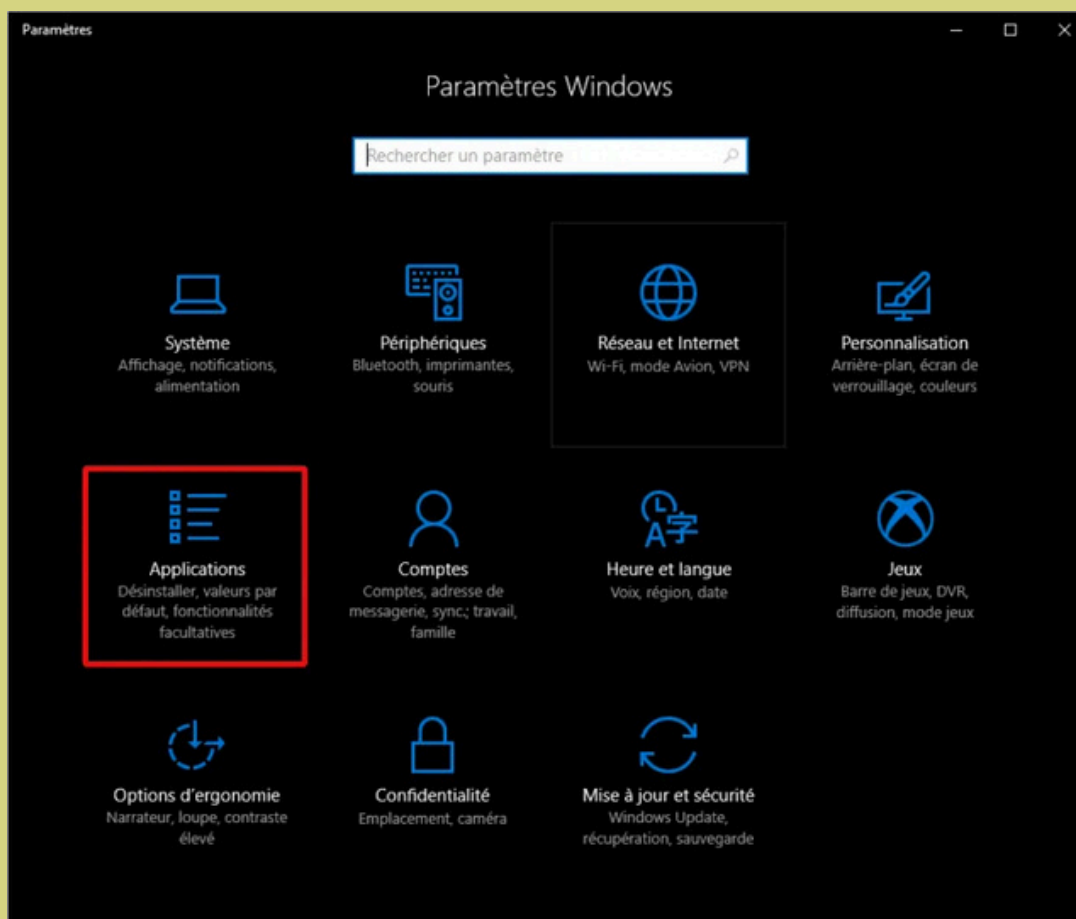 Paramètres
Paramètres Windows
Rechercher un paramètre
Système
Affichage, notifications,
alimentation
Périphériques
Bluetooth, imprimantes,
souris
Réseau et Internet
Wi-Fi, mode Avion, VPN
Personnalisation
Arrière-plan, écran de
verrouillage, couleurs
Applications
Désinstaller, valeurs par
défaut, fonctionnalités
facultatives
Comptes
Comptes, adresse de
messagerie, sync.; travail,
famille
Heure et langue
Voix, région, date
Jeux
Barre de jeux, DVR,
diffusion, mode jeux
Options d'ergonomie
Narrateur, loupe, contraste
élevé
Confidentialité
Emplacement, caméra
Mise à jour et sécurité
Windows Update,
récupération, sauvegarde